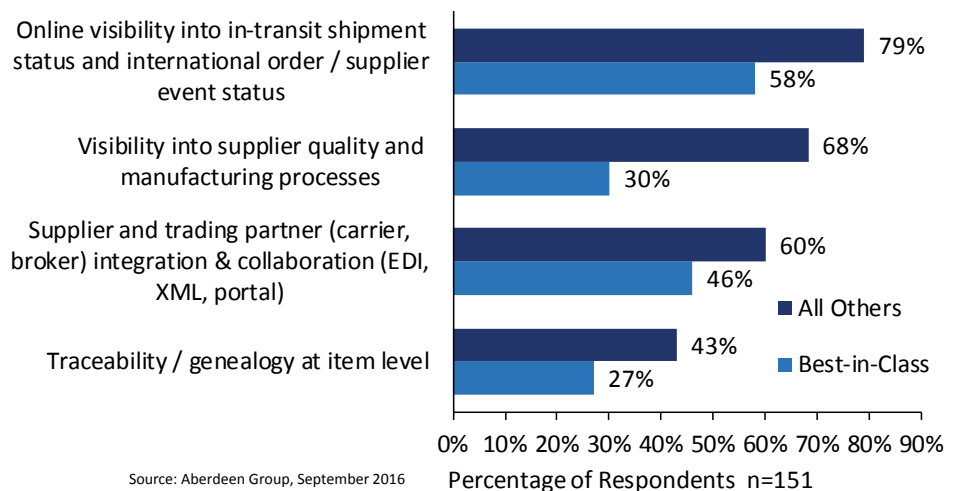 Online visibility into in-transit shipment
status and international order / supplier
event status
79%
58%
Visibility into supplier quality and
manufacturing processes
68%
30%
Supplier and trading partner (carrier,
broker) integration & collaboration (EDI,
XML, portal)
60%
46%
All Others
Traceability / genealogy at item level
43%
27%
Best-in-Class
0% 10% 20% 30% 40% 50% 60% 70% 80% 90%
Source: Aberdeen Group, September 2016
Percentage of Respondents n=151